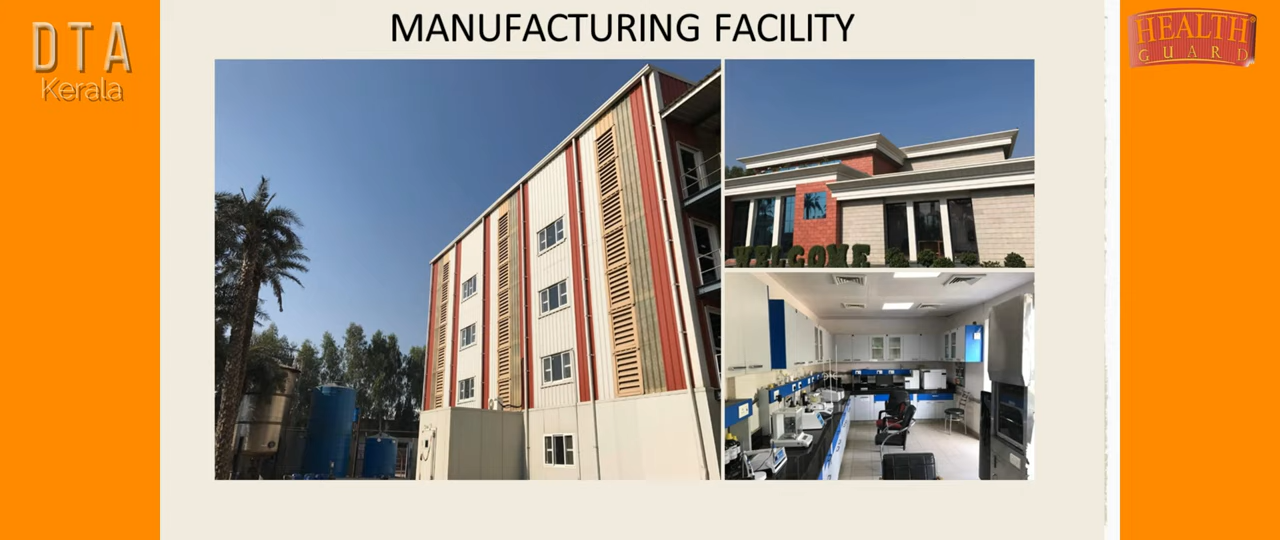 DTA
Kerala
MANUFACTURING FACILITY
HEALTH
GUARD
WELCOME